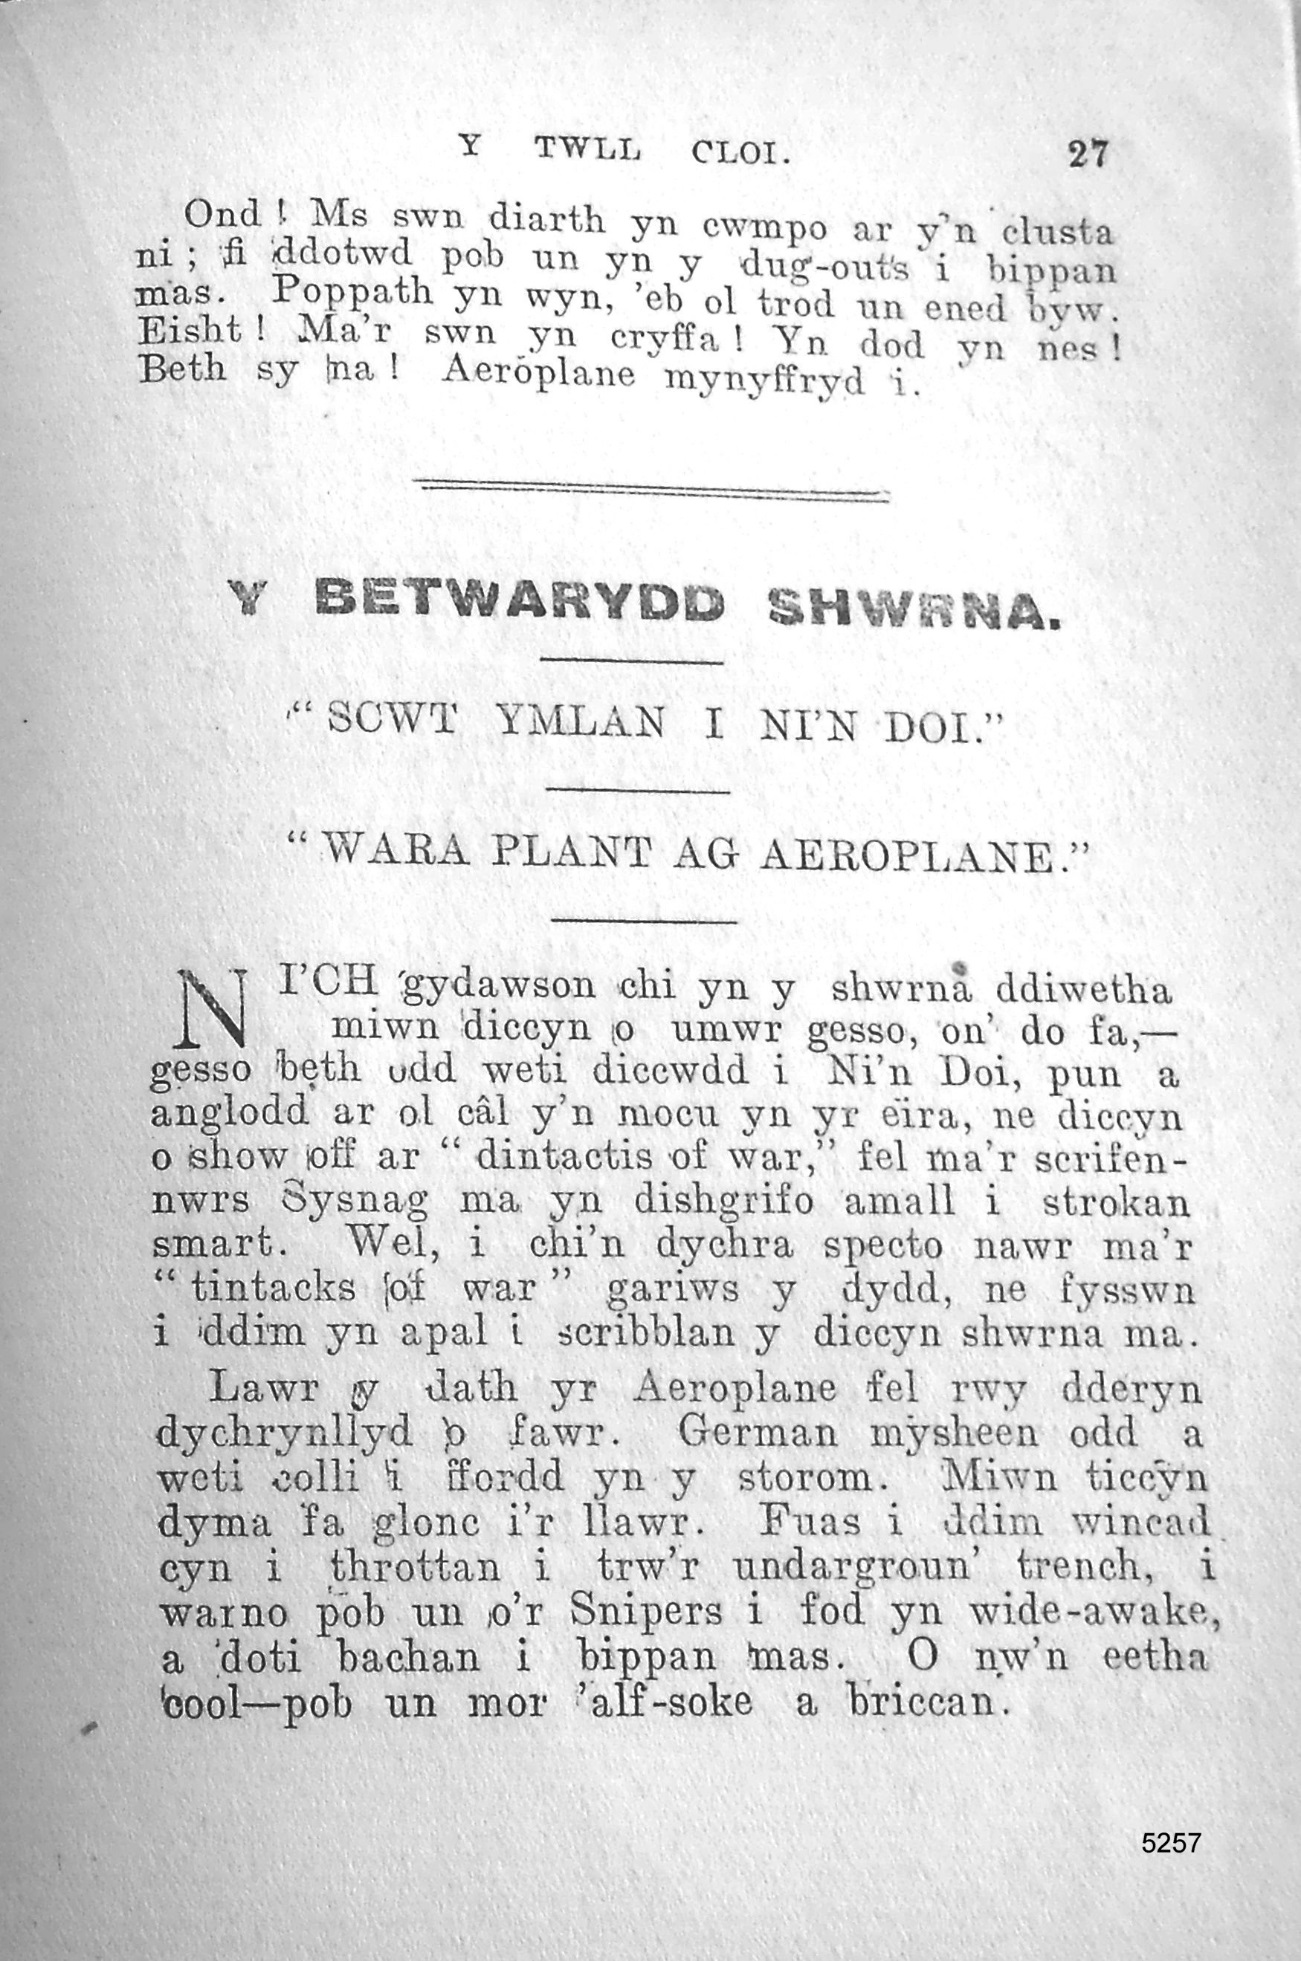 Y TWLL CLOI. 27
Ond ! Ms swn diarth yn cwmpo ar y'n clusta
ni ; fi ddotwd pob un yn y dug-outs i bippan
mas. Poppath yn wyn, 'eb ol trod un ened byw.
Eisht ! Ma'r swn yn cryffa ! Yn dod yn nes !
Beth sy na ! Aeroplane mynyffryd i.
Y BETWARYDD SHWRNA.
“ SCWT YMLAN I NI'N DOI.”
“ WARA PLANT AG AEROPLANE.”
NI'CH gydawson chi yn y shwrna ddiwetha
miwn diccyn o umwr gesso, on' do fa,—
gesso beth odd weti diccwdd i Ni'n Doi, pun a
anglodd ar ol câl y'n mocu yn yr eira, ne diccyn
o show off ar “ dintactis of war,” fel ma'r scrifen-
nwrs Sysnag ma yn dishgrifo amall i strokan
smart. Wel, i chi'n dychra specto nawr ma'r
“ tintacks of war ” gariws y dydd, ne fysswn
i ddim yn apal i scribblan y diccyn shwrna ma.
Lawr y dath yr Aeroplane fel rwy dderyn
dychrynllyd o fawr. German mysheen odd a
weti colli i ffordd yn y storom. Miwn ticcyn
dyma fa glonc i'r llawr. Fuas i ddim wincad
cyn i throttan i trw'r undargroun' trench, i
warno pob un o'r Snipers i fod yn wide-awake,
a doti bachan i bippan mas. O nw'n eetha
cool—pob un mor 'alf-soke a briccan.
5257